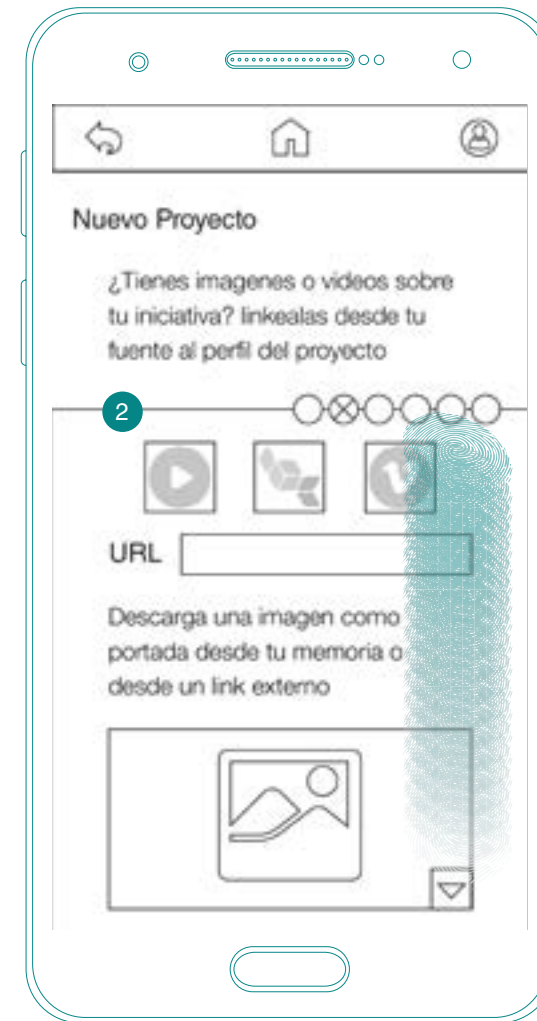 Nuevo Proyecto
¿Tienes imagenes o videos sobre
tu iniciativa? linkealas desde tu
fuente al perfil del proyecto
2
URL
Descarga una imagen como
portada desde tu memoria o
desde un link externo